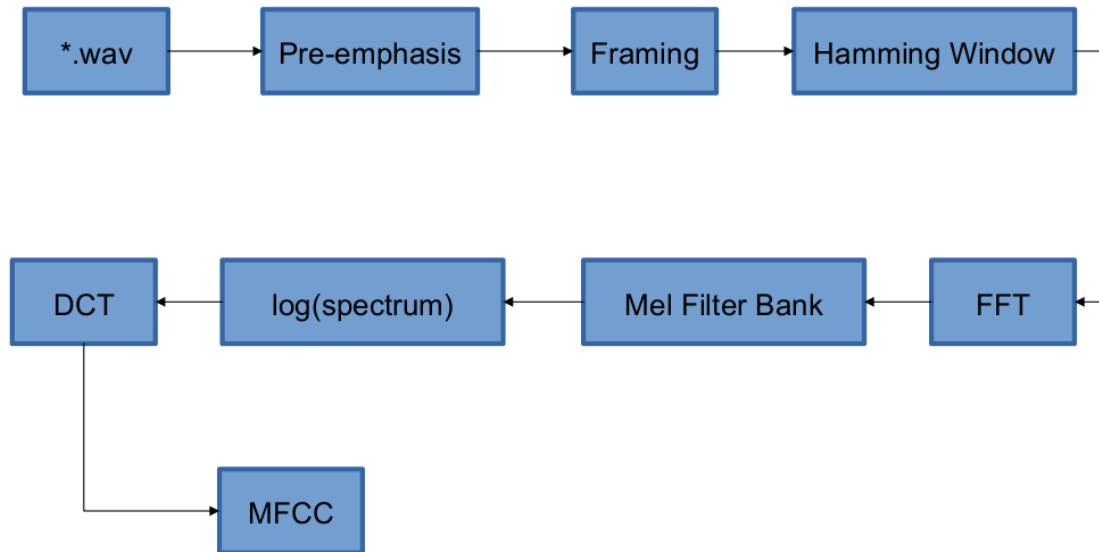 *.wav
Pre-emphasis
Framing
Hamming Window
FFT
Mel Filter Bank
log(spectrum)
DCT
MFCC